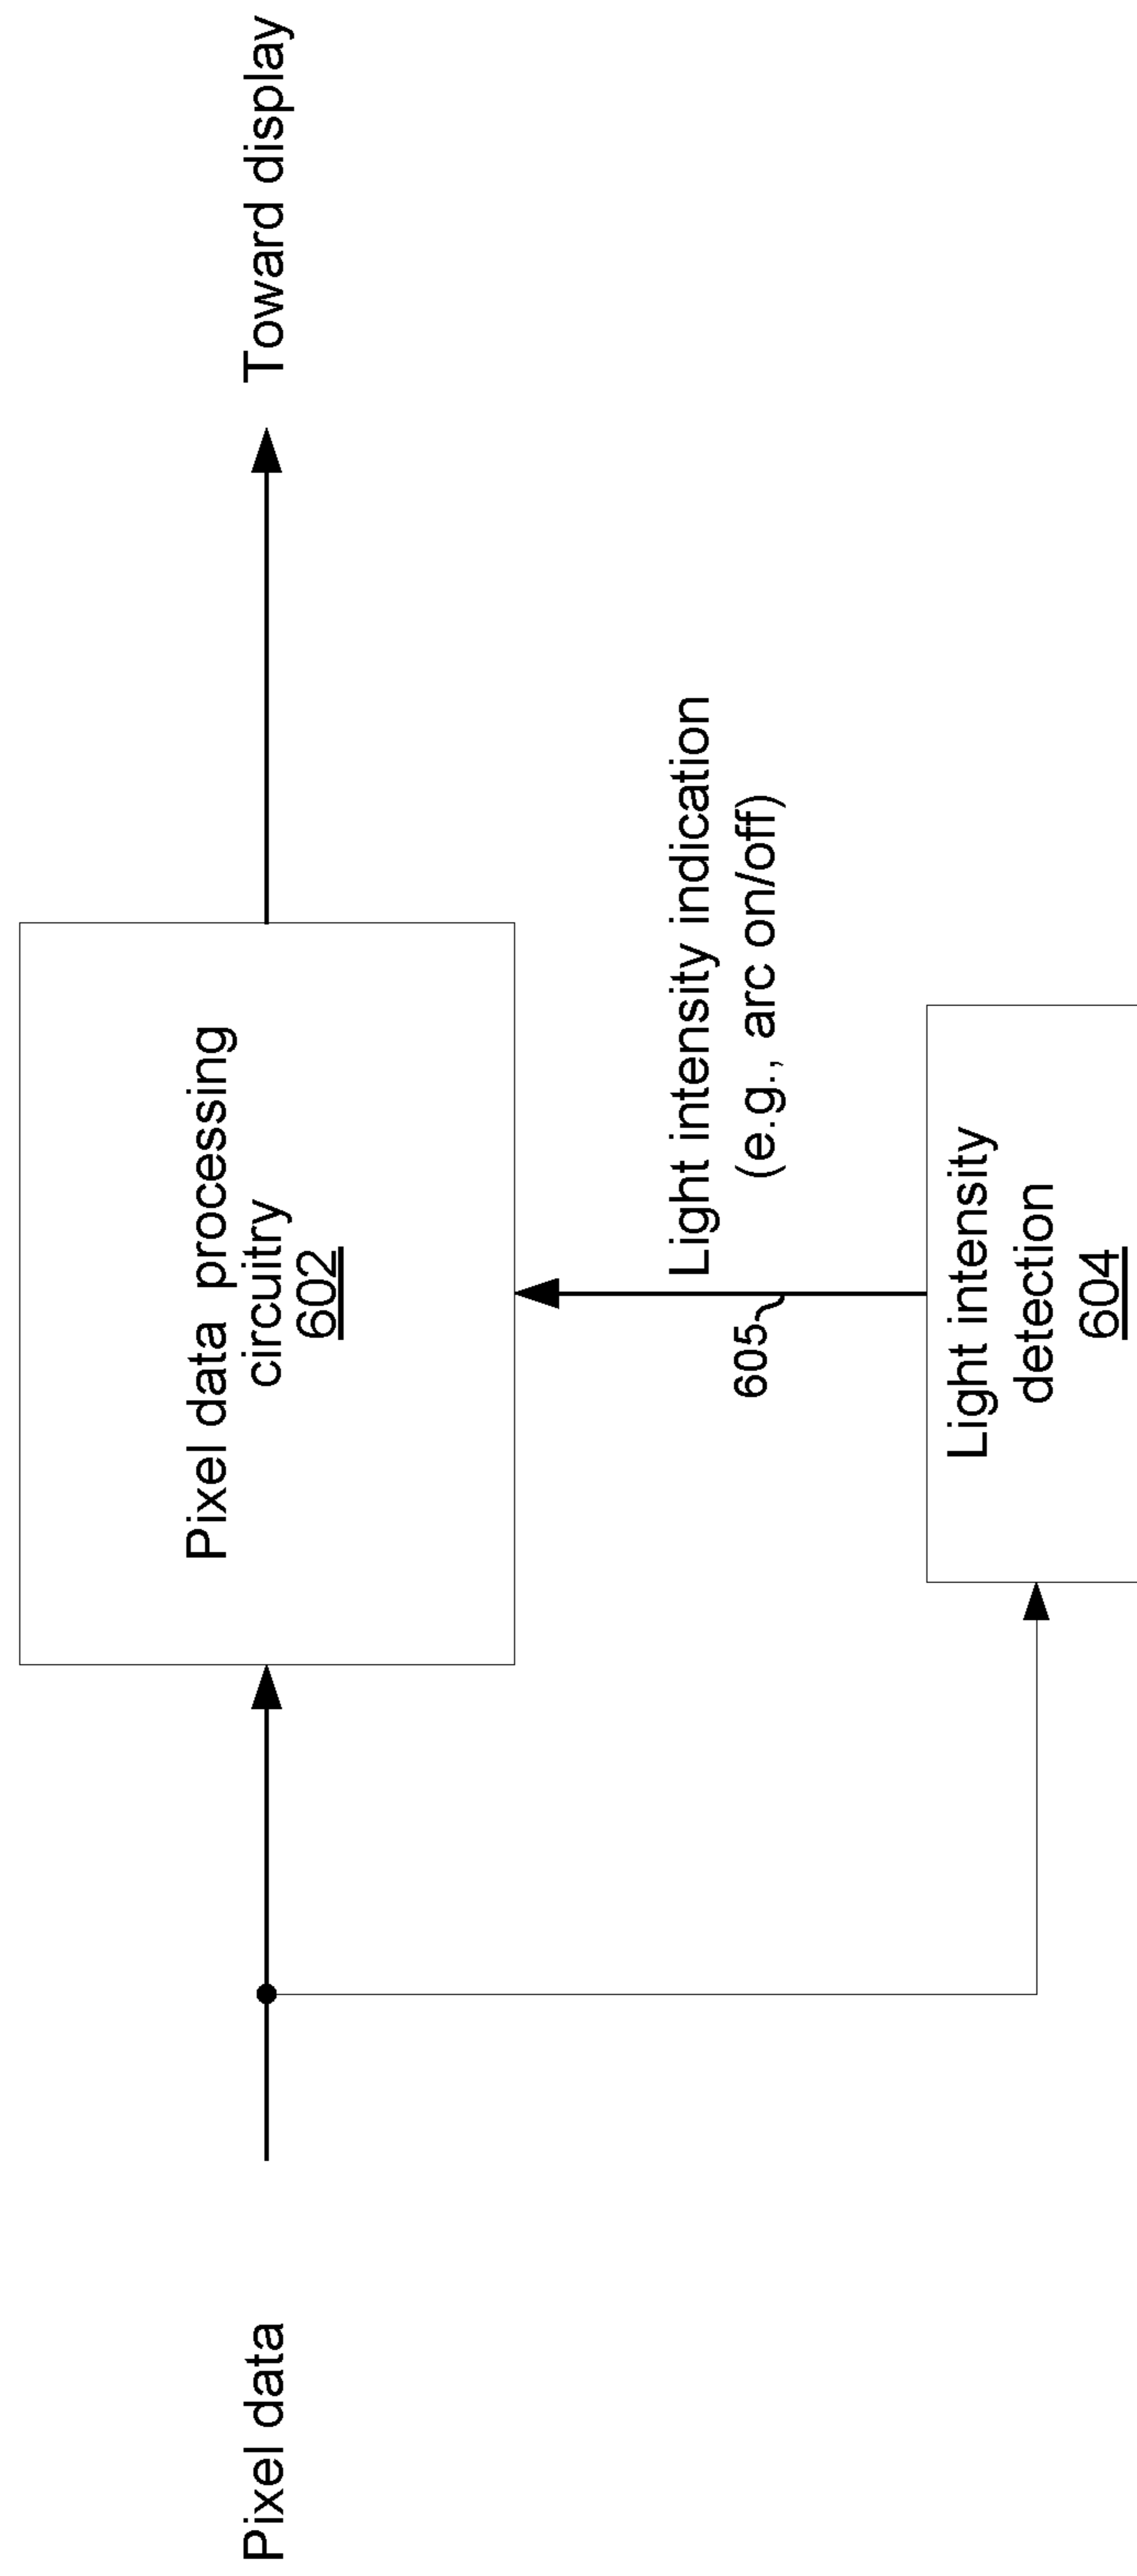 Pixel data
Pixel data processing
circuitry
602
Toward display
605
Light intensity indication
(e.g., arc on/off)
Light intensity
detection
604